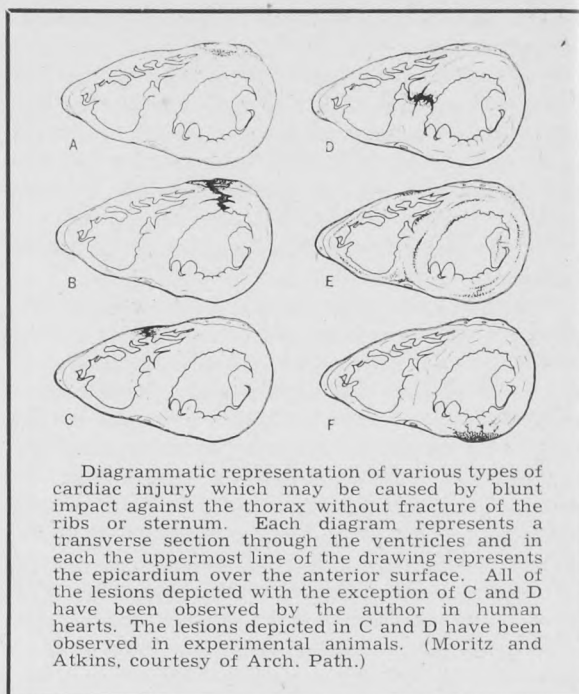 A
D
B
E
C
F
Diagrammatic representation of various types of
cardiac injury which may be caused by blunt
impact against the thorax without fracture of the
ribs or sternum. Each diagram represents a
transverse section through the ventricles and in
each the uppermost line of the drawing represents
the epicardium over the anterior surface. All of
the lesions depicted with the exception of C and D
have been observed by the author in human
hearts. The lesions depicted in C and D have been
observed in experimental animals. (Moritz and
Atkins, courtesy of Arch. Path.)